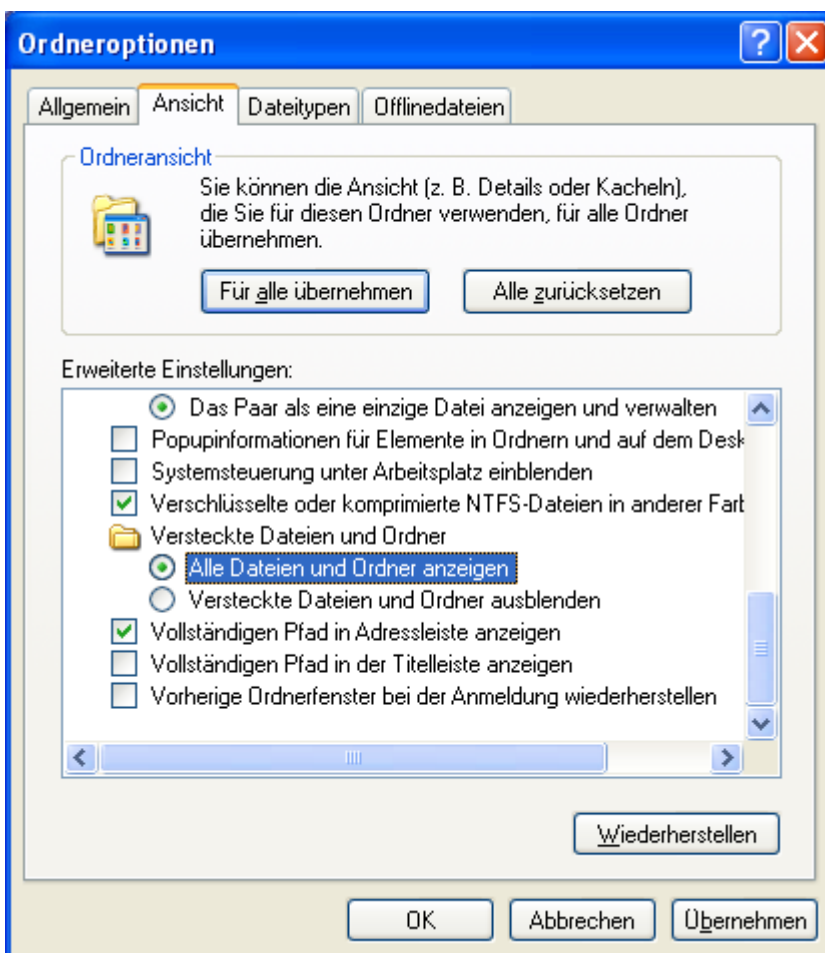 Ordneroptionen
Allgemein Ansicht Dateitypen Offlinedateien
Ordneransicht
Sie können die Ansicht (z. B. Details oder Kacheln),
die Sie für diesen Ordner verwenden, für alle Ordner
übernehmen.
Für alle übernehmen Alle zurücksetzen
Erweiterte Einstellungen:
Das Paar als eine einzige Datei anzeigen und verwalten
Popupinformationen für Elemente in Ordnern und auf dem Desk
Systemsteuerung unter Arbeitsplatz einblenden
Verschlüsselte oder komprimierte NTFS-Dateien in anderer Farb
Versteckte Dateien und Ordner
Alle Dateien und Ordner anzeigen
Versteckte Dateien und Ordner ausblenden
Vollständigen Pfad in Adressleiste anzeigen
Vollständigen Pfad in der Titelleiste anzeigen
Vorherige Ordnerfenster bei der Anmeldung wiederherstellen
Wiederherstellen
OK Abbrechen Übernehmen